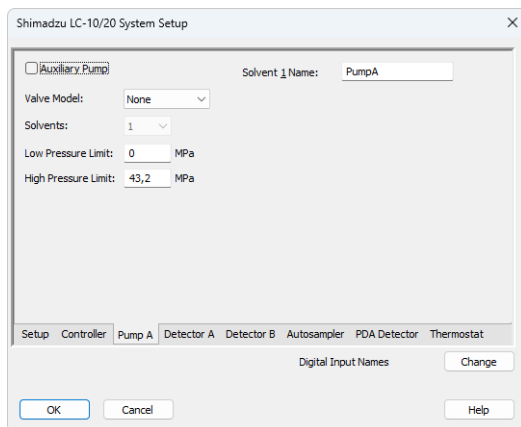 Shimadzu LC-10/20 System Setup
Auxiliary Pump
Solvent 1 Name: PumpA
Valve Model: None
Solvents: 1
Low Pressure Limit: 0 MPa
High Pressure Limit: 43,2 MPa
Setup Controller Pump A Detector A Detector B Autosampler PDA Detector Thermostat
Digital Input Names Change
OK Cancel Help